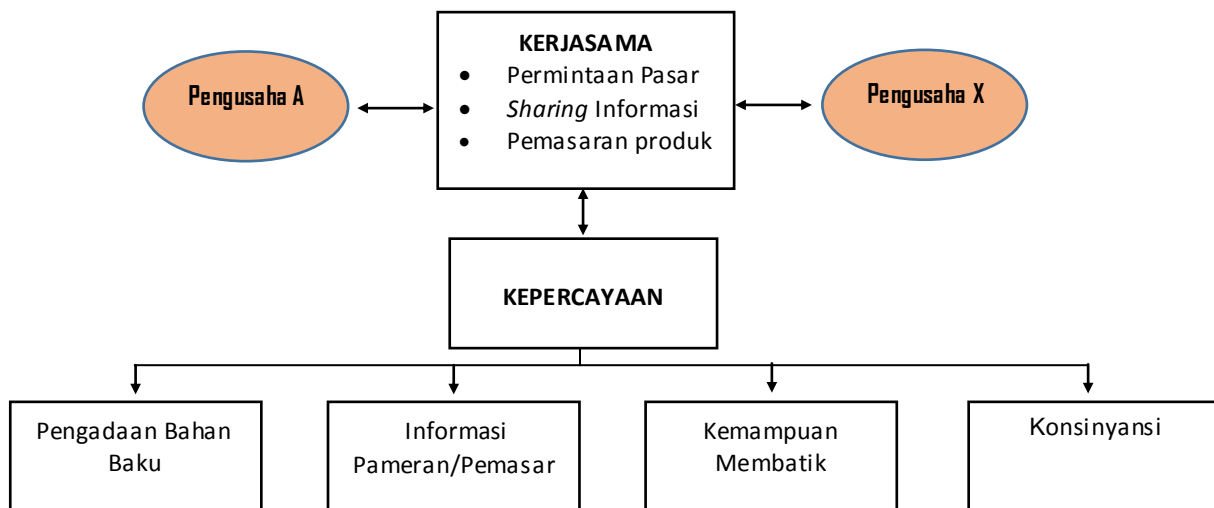 KERJASAMA
• Permintaan Pasar
• Sharing Informasi
• Pemasaran produk
Pengusaha A
Pengusaha X
KEPERCAYAAN
Pengadaan Bahan
Baku
Informasi
Pameran/Pemasar
Kemampuan
Membatik
Konsinyansi